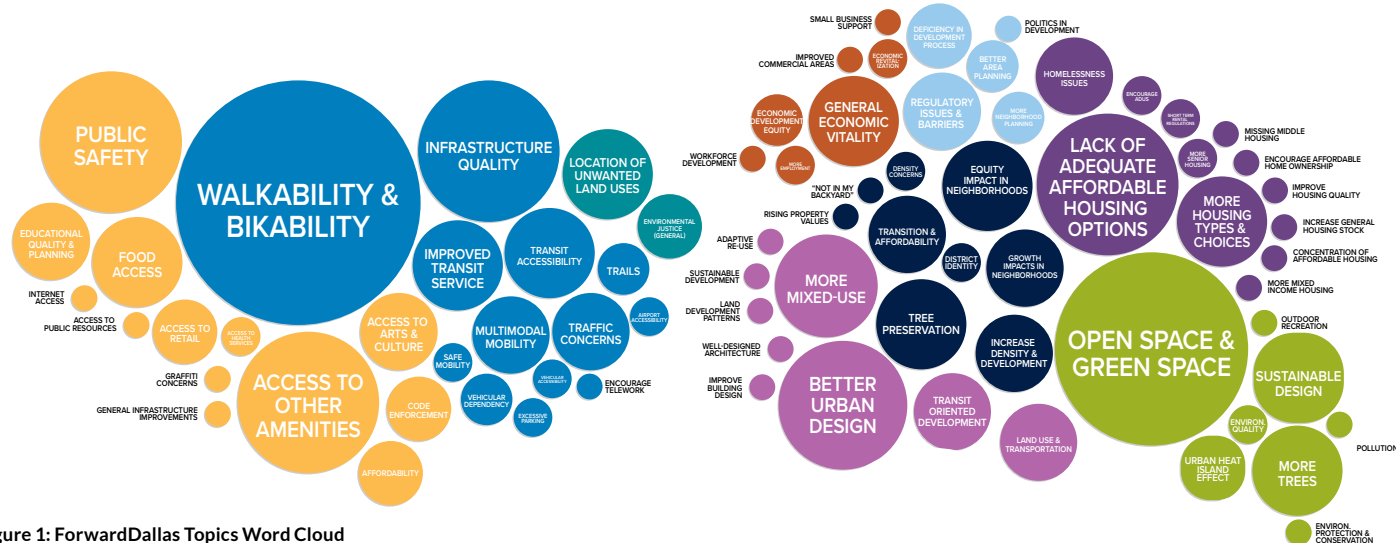 PUBLIC
SAFETY
WALKABILITY &
BIKABILITY
INFRASTRUCTURE
QUALITY
LOCATION OF
UNWANTED
LAND USES
ENVIRONMENTAL
JUSTICE
(GENERAL)
EDUCATIONAL
QUALITY &
PLANNING
FOOD
ACCESS
IMPROVED
TRANSIT
SERVICE
TRANSIT
ACCESSIBILITY
TRAILS
INTERNET
ACCESS
ACCESS TO
PUBLIC RESOURCES
ACCESS TO
RETAIL
ACCESS TO
HEALTH
SERVICES
ACCESS TO
ARTS &
CULTURE
MULTIMODAL
MOBILITY
TRAFFIC
CONCERNS
AIRPORT
ACCESSIBILITY
SAFE
MOBILITY
GRAFFITI
CONCERNS
ACCESS TO
OTHER
AMENITIES
VEHICULAR
ACCESSIBILITY
ENCOURAGE
TELEWORK
VEHICULAR
DEPENDENCY
EXCESSIVE
PARKING
CODE
ENFORCEMENT
GENERAL INFRASTRUCTURE
IMPROVEMENTS
AFFORDABILITY
SMALL BUSINESS
SUPPORT
DEFICIENCY IN
DEVELOPMENT
PROCESS
POLITICS IN
DEVELOPMENT
IMPROVED
COMMERCIAL AREAS
ECONOMIC
REVITAL-
IZATION
BETTER
AREA
PLANNING
HOMELESSNESS
ISSUES
ECONOMIC
DEVELOPMENT
EQUITY
GENERAL
ECONOMIC
VITALITY
REGULATORY
ISSUES &
BARRIERS
MORE
NEIGHBORHOOD
PLANNING
ENCOURAGE
ADUS
SHORT TERM
RENTAL
REGULATIONS
WORKFORCE
DEVELOPMENT
MORE
EMPLOYMENT
DENSITY
CONCERNS
EQUITY
IMPACT IN
NEIGHBORHOODS
LACK OF
ADEQUATE
AFFORDABLE
HOUSING
OPTIONS
MORE
SENIOR
HOUSING
MISSING MIDDLE
HOUSING
ENCOURAGE AFFORDABLE
HOME OWNERSHIP
"NOT IN MY
BACKYARD"
RISING PROPERTY
VALUES
TRANSITION &
AFFORDABILITY
MORE
HOUSING
TYPES &
CHOICES
IMPROVE
HOUSING QUALITY
INCREASE GENERAL
HOUSING STOCK
CONCENTRATION OF
AFFORDABLE HOUSING
MORE MIXED
INCOME HOUSING
ADAPTIVE
RE-USE
SUSTAINABLE
DEVELOPMENT
LAND
DEVELOPMENT
PATTERNS
MORE
MIXED-USE
DISTRICT
IDENTITY
GROWTH
IMPACTS IN
NEIGHBORHOODS
TREE
PRESERVATION
INCREASE
DENSITY &
DEVELOPMENT
OPEN SPACE &
GREEN SPACE
OUTDOOR
RECREATION
WELL-DESIGNED
ARCHITECTURE
IMPROVE
BUILDING
DESIGN
BETTER
URBAN
DESIGN
TRANSIT
ORIENTED
DEVELOPMENT
LAND USE &
TRANSPORTATION
SUSTAINABLE
DESIGN
ENVIRON.
QUALITY
POLLUTION
URBAN HEAT
ISLAND
EFFECT
MORE
TREES
ENVIRON.
PROTECTION &
CONSERVATION
gure 1: ForwardDallas Topics Word Cloud